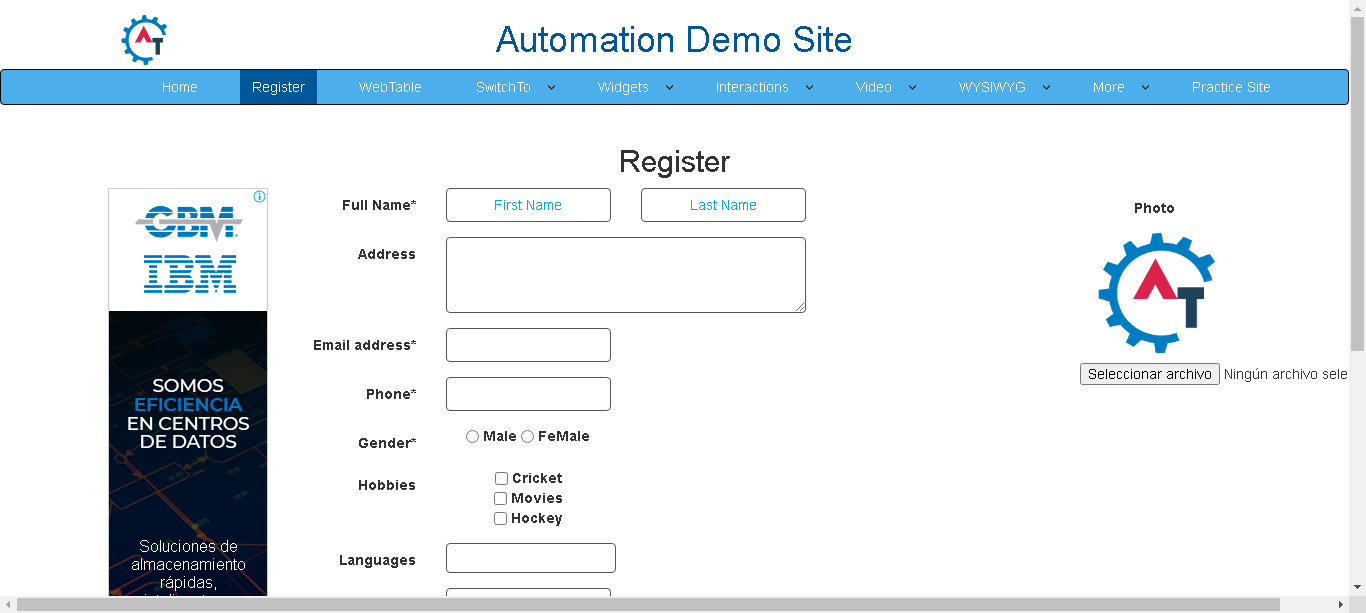 Automation Demo Site
Home Register WebTable SwitchTo Widgets Interactions Video WYSIWYG More Practice Site
Register
GBM
IBM
SOMOS
EFICIENCIA
EN CENTROS
DE DATOS
Soluciones de
almacenamiento
rápidas,
Full Name* First Name Last Name
Address
Email address*
Phone*
Gender* Male FeMale
Hobbies Cricket
Movies
Hockey
Languages
Photo
AT
Seleccionar archivo Ningún archivo sele